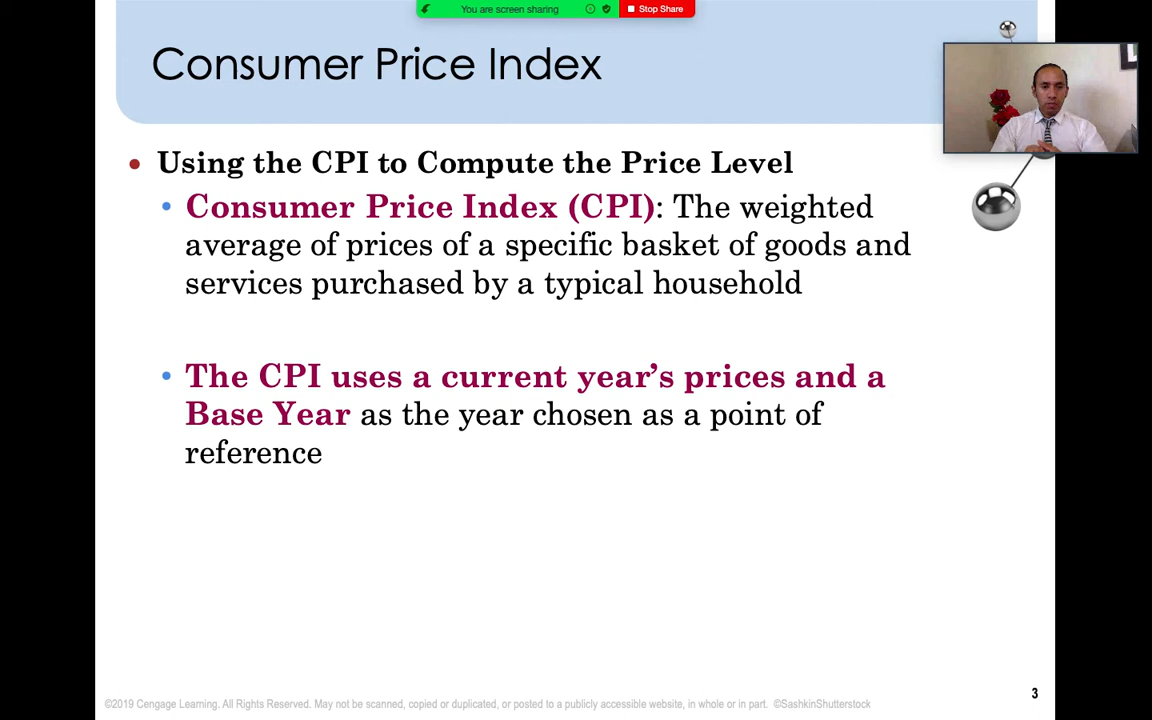 You are screen sharing
Stop Share
Consumer Price Index
• Using the CPI to Compute the Price Level
• Consumer Price Index (CPI): The weighted
average of prices of a specific basket of goods and
services purchased by a typical household
• The CPI uses a current year’s prices and a
Base Year as the year chosen as a point of
reference
3
©2019 Cengage Learning. All Rights Reserved. May not be scanned, copied or duplicated, or posted to a publicly accessible website, in whole or in part. ©SashkinShutterstock